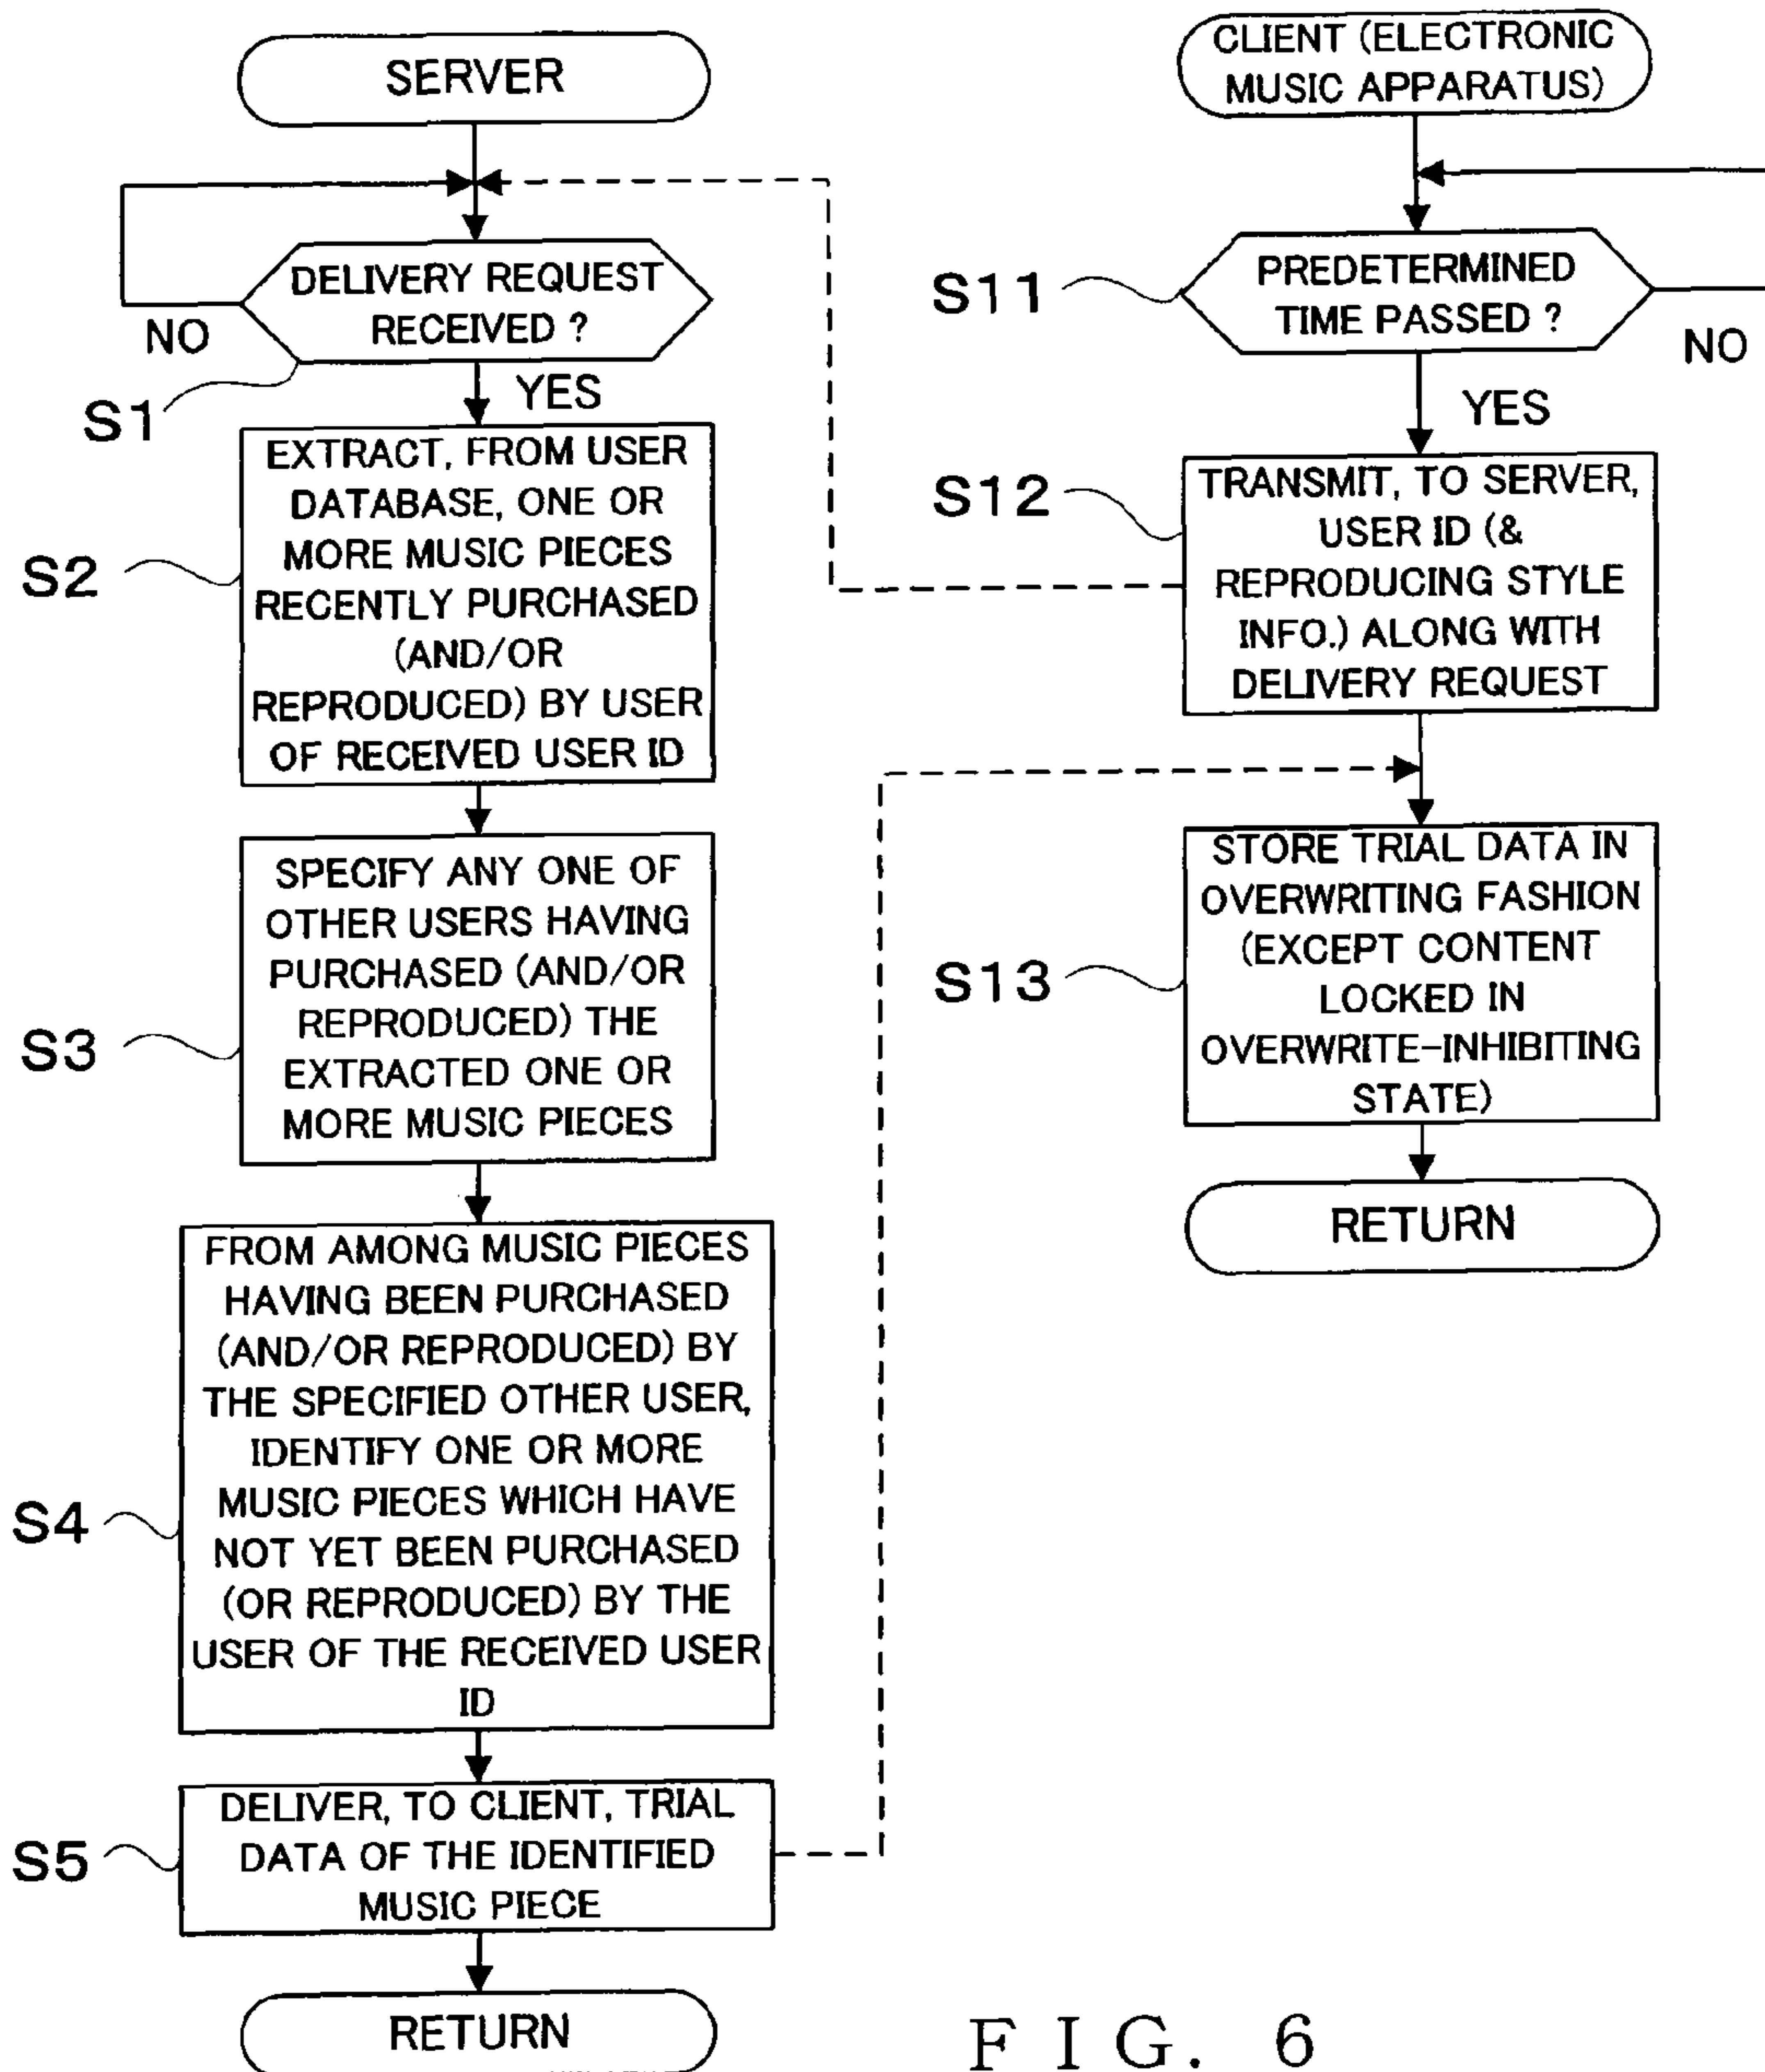 SERVER
DELIVERY REQUEST
RECEIVED ?
NO
YES
S1
EXTRACT, FROM USER
DATABASE, ONE OR
MORE MUSIC PIECES
RECENTLY PURCHASED
(AND/OR
REPRODUCED) BY USER
OF RECEIVED USER ID
S2
SPECIFY ANY ONE OF
OTHER USERS HAVING
PURCHASED (AND/OR
REPRODUCED) THE
EXTRACTED ONE OR
MORE MUSIC PIECES
S3
FROM AMONG MUSIC PIECES
HAVING BEEN PURCHASED
(AND/OR REPRODUCED) BY
THE SPECIFIED OTHER USER,
IDENTIFY ONE OR MORE
MUSIC PIECES WHICH HAVE
NOT YET BEEN PURCHASED
(OR REPRODUCED) BY THE
USER OF THE RECEIVED USER
ID
S4
DELIVER, TO CLIENT, TRIAL
DATA OF THE IDENTIFIED
MUSIC PIECE
S5
RETURN
CLIENT (ELECTRONIC
MUSIC APPARATUS)
S11
PREDETERMINED
TIME PASSED ?
NO
YES
S12
TRANSMIT, TO SERVER,
USER ID (&
REPRODUCING STYLE
INFO.) ALONG WITH
DELIVERY REQUEST
S13
STORE TRIAL DATA IN
OVERWRITING FASHION
(EXCEPT CONTENT
LOCKED IN
OVERWRITE-INHIBITING
STATE)
RETURN
FIG. 6